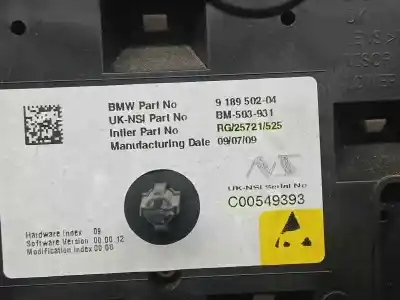 BMW Part No 9 189 502-04
UK-NSI Part No BM-503-931
Intier Part No RG/25721/525
Manufacturing Date 09/07/09
UK-NSI Serial No
C00549393
Hardware Index 09
Software Version 00.00.12
Modification Index 00.08